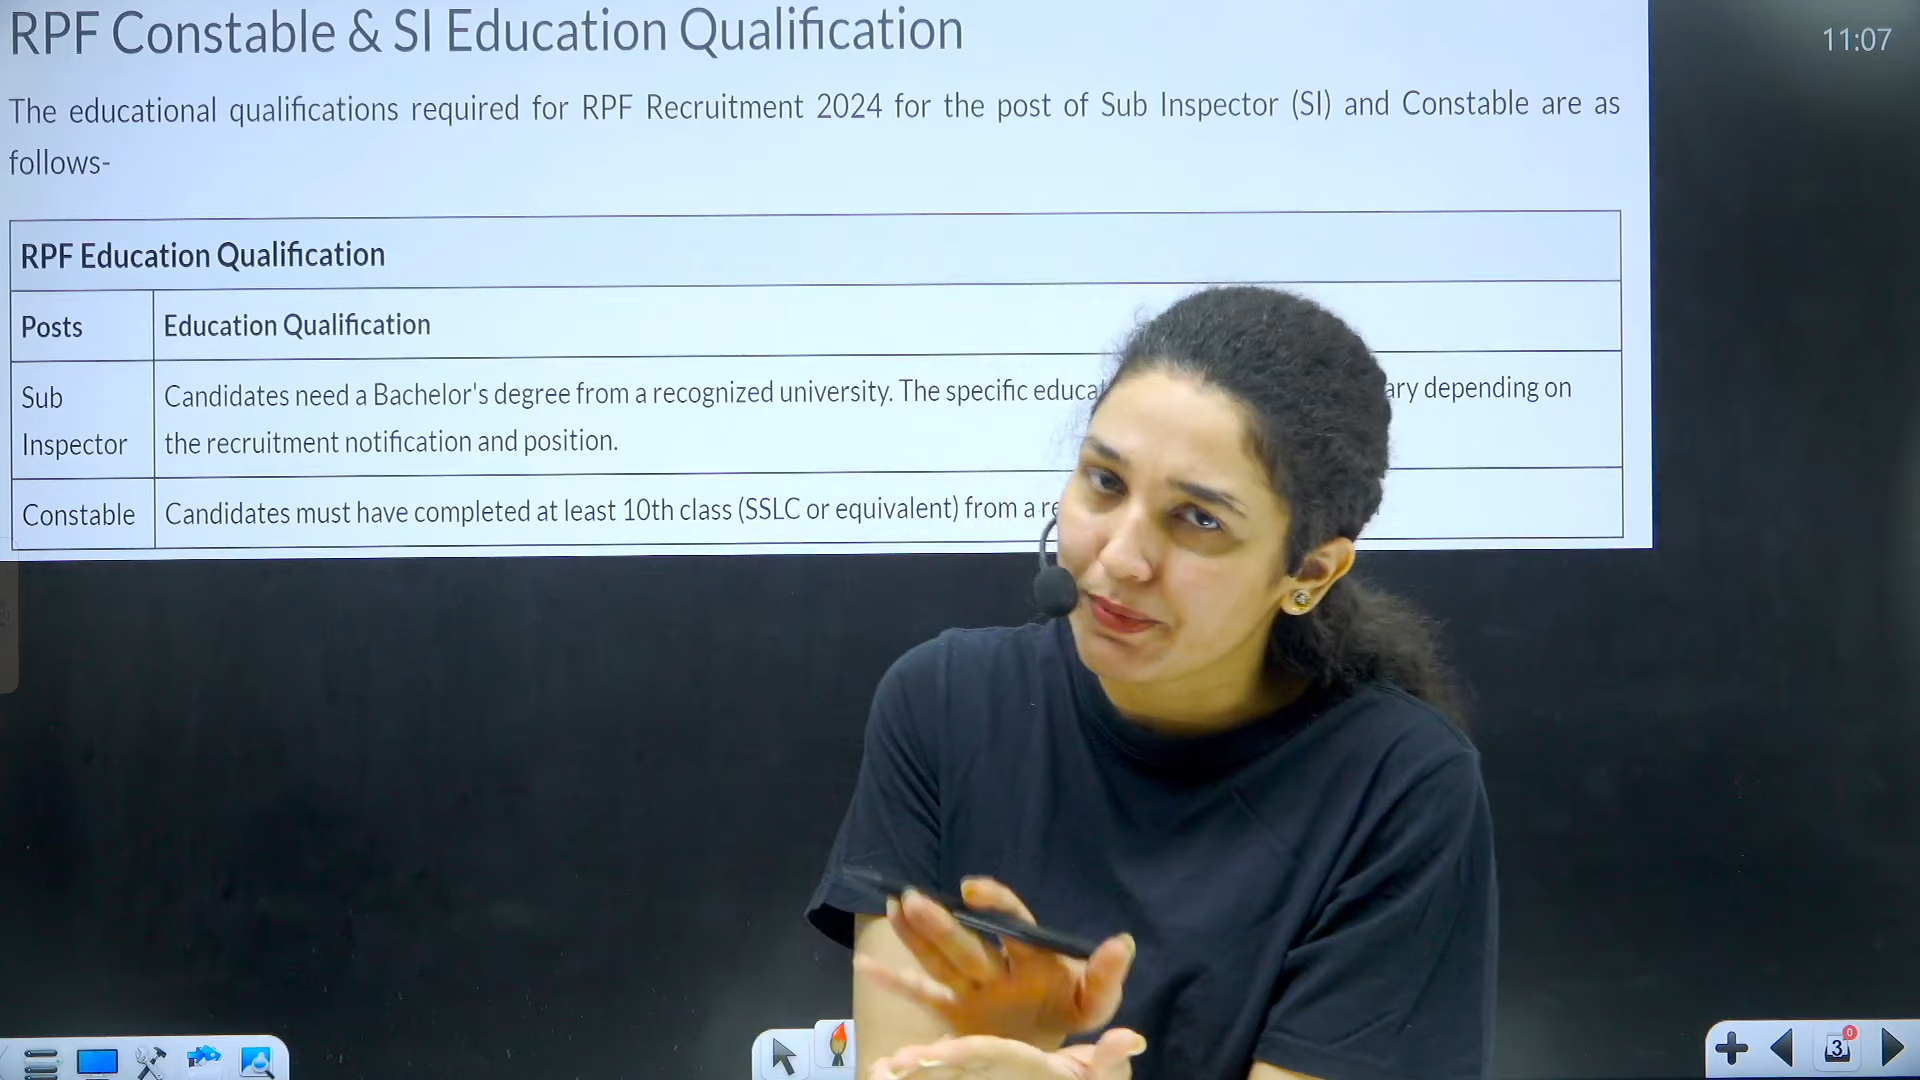 RPF Constable & SI Education Qualification
11:07
The educational qualifications required for RPF Recruitment 2024 for the post of Sub Inspector (SI) and Constable are as
follows-
RPF Education Qualification
Posts Education Qualification
Sub Inspector Candidates need a Bachelor's degree from a recognized university. The specific depending on
the recruitment notification and position.
Constable Candidates must have completed at least 10th class (SSLC or equivalent) from a
3
0